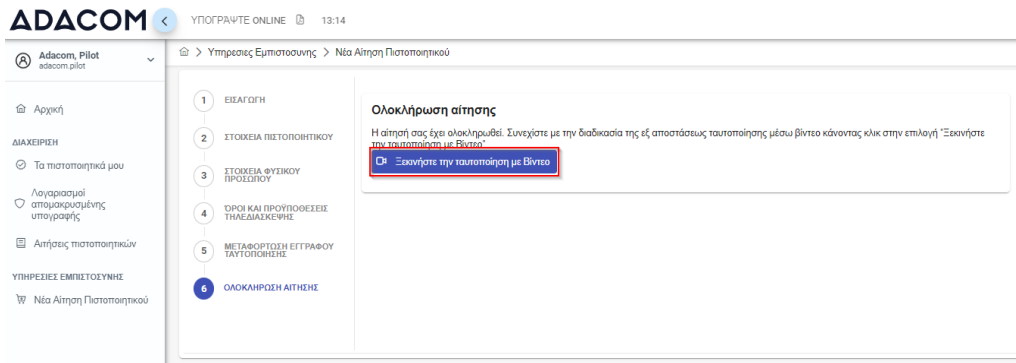 ADACOM
ΥΠΟΓΡΑΨΤΕ ONLINE 13:14
Adacom, Pilot
adacom.pilot
Υπηρεσιες Εμπιστοσυνης > Νέα Αίτηση Πιστοποιητικού
Αρχική
ΔΙΑΧΕΙΡΙΣΗ
Τα πιστοποιητικά μου
Λογαριασμοί
απομακρυσμένης
υπογραφής
Αιτήσεις πιστοποιητικών
ΥΠΗΡΕΣΙΕΣ ΕΜΠΙΣΤΟΣΥΝΗΣ
Νέα Αίτηση Πιστοποιητικού
1 ΕΙΣΑΓΩΓΗ
2 ΣΤΟΙΧΕΙΑ ΠΙΣΤΟΠΟΙΗΤΙΚΟΥ
3 ΣΤΟΙΧΕΙΑ ΦΥΣΙΚΟΥ
ΠΡΟΣΩΠΟΥ
4 ΌΡΟΙ ΚΑΙ ΠΡΟΫΠΟΘΕΣΕΙΣ
ΤΗΛΕΔΙΑΣΚΕΨΗΣ
5 ΜΕΤΑΦΟΡΤΩΣΗ ΕΓΓΡΑΦΟΥ
ΤΑΥΤΟΠΟΙΗΣΗΣ
6 ΟΛΟΚΛΗΡΩΣΗ ΑΙΤΗΣΗΣ
Ολοκλήρωση αίτησης
Η αίτησή σας έχει ολοκληρωθεί. Συνεχίστε με την διαδικασία της εξ αποστάσεως ταυτοποίησης μέσω βίντεο κάνοντας κλικ στην επιλογή "Ξεκινήστε
την ταυτοποίηση με Βίντεο"
Ξεκινήστε την ταυτοποίηση με Βίντεο